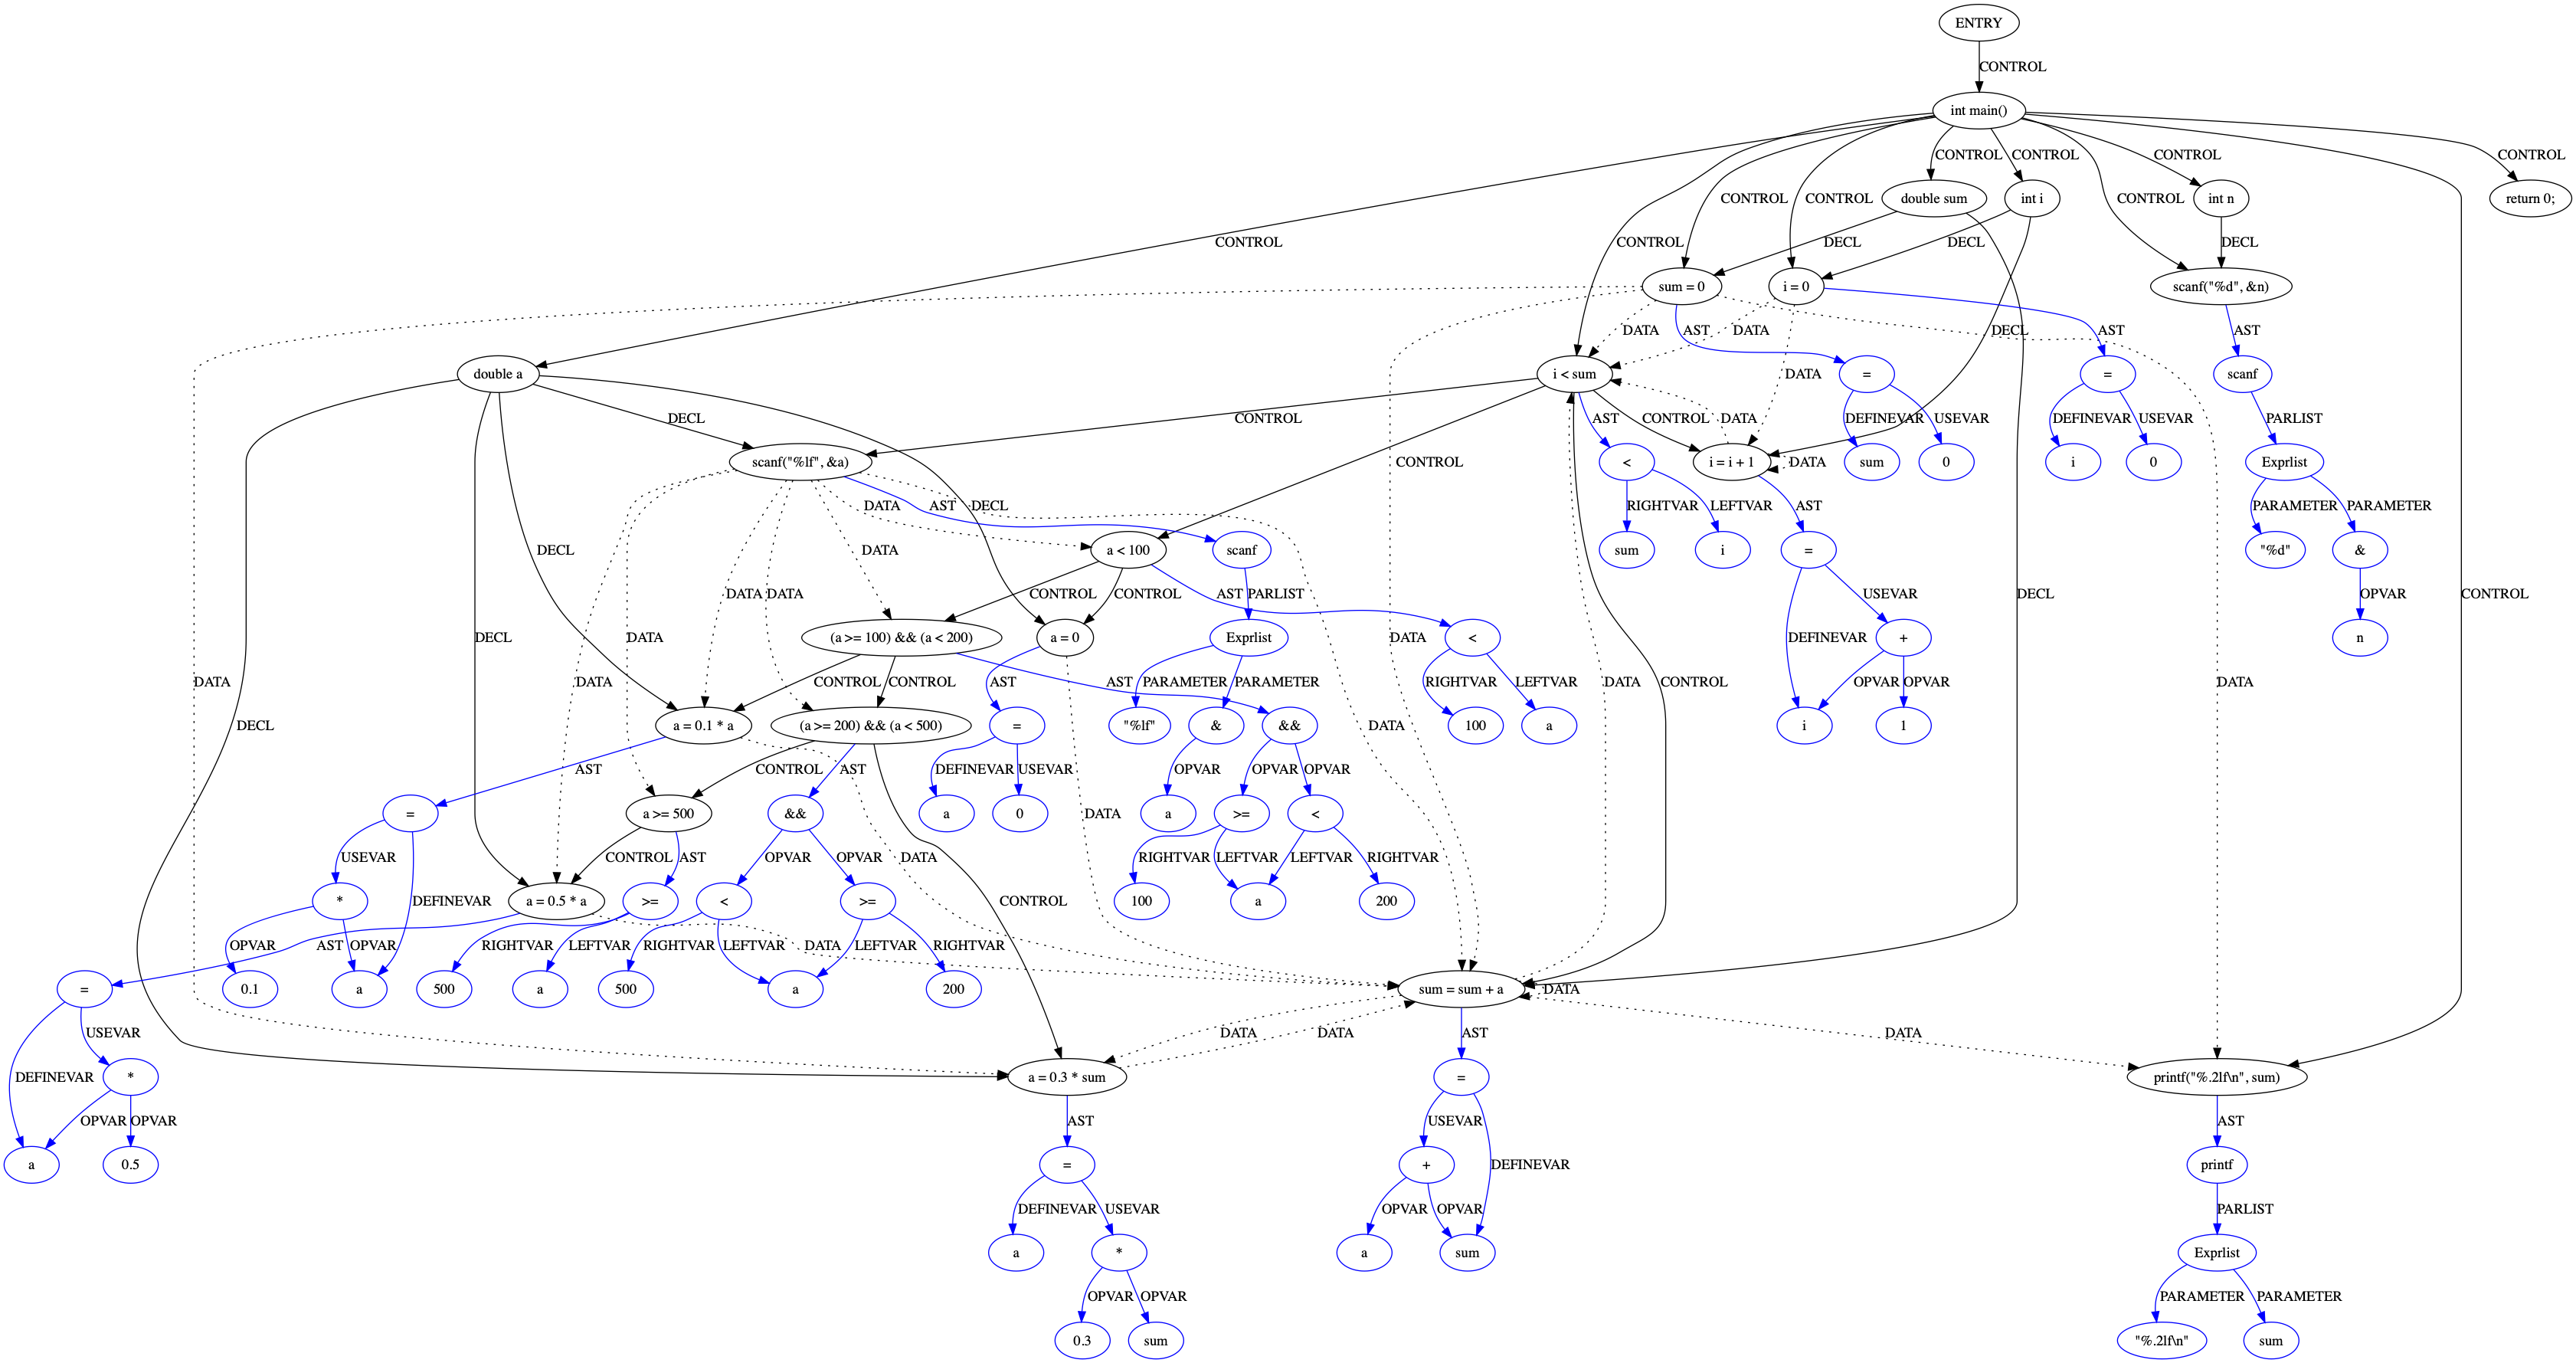 ENTRY
CONTROL
int main()
CONTROL CONTROL CONTROL CONTROL
double sum int i int n return 0;
CONTROL CONTROL CONTROL
CONTROL CONTROL DECL DECL DECL
sum = 0 i = 0 scanf("%d", &n)
DATA AST DATA DECL AST AST
double a i < sum = = scanf
DATA
DECL CONTROL AST CONTROL DATA DEFINEVAR USEVAR DEFINEVAR USEVAR PARLIST
scanf("%lf", &a) CONTROL < i = i + 1 DATA sum 0 i 0 Exprlist
DATA AST DECL RIGHTVAR LEFTVAR AST PARAMETER PARAMETER
DECL DATA a < 100 scanf sum i = "%d" &
DATA DATA CONTROL CONTROL PARLIST AST USEVAR DECL CONTROL OPVAR
DECL DATA (a >= 100) && (a < 200) a = 0 Exprlist DATA < DEFINEVAR + n
DATA DATA CONTROL CONTROL AST AST PARAMETER PARAMETER RIGHTVAR LEFTVAR DATA CONTROL OPVAR OPVAR DATA
DECL a = 0.1 * a (a >= 200) && (a < 500) = "%lf" & && DATA 100 a i 1
AST CONTROL AST DEFINEVAR USEVAR OPVAR OPVAR OPVAR
= a >= 500 && a 0 DATA a >= <
USEVAR CONTROL AST OPVAR OPVAR DATA RIGHTVAR LEFTVAR LEFTVAR RIGHTVAR
* DEFINEVAR a = 0.5 * a >= < >= CONTROL 100 a 200
OPVAR OPVAR AST RIGHTVAR LEFTVAR RIGHTVAR LEFTVAR DATA LEFTVAR RIGHTVAR
= 0.1 a 500 a 500 a 200 sum = sum + a DATA
USEVAR DATA DATA AST DATA
DEFINEVAR * a = 0.3 * sum = printf("%.2lf\n", sum)
OPVAR OPVAR AST USEVAR AST
a 0.5 = + DEFINEVAR printf
DEFINEVAR USEVAR OPVAR OPVAR PARLIST
a * a sum Exprlist
OPVAR OPVAR PARAMETER PARAMETER
0.3 sum "%.2lf\n" sum